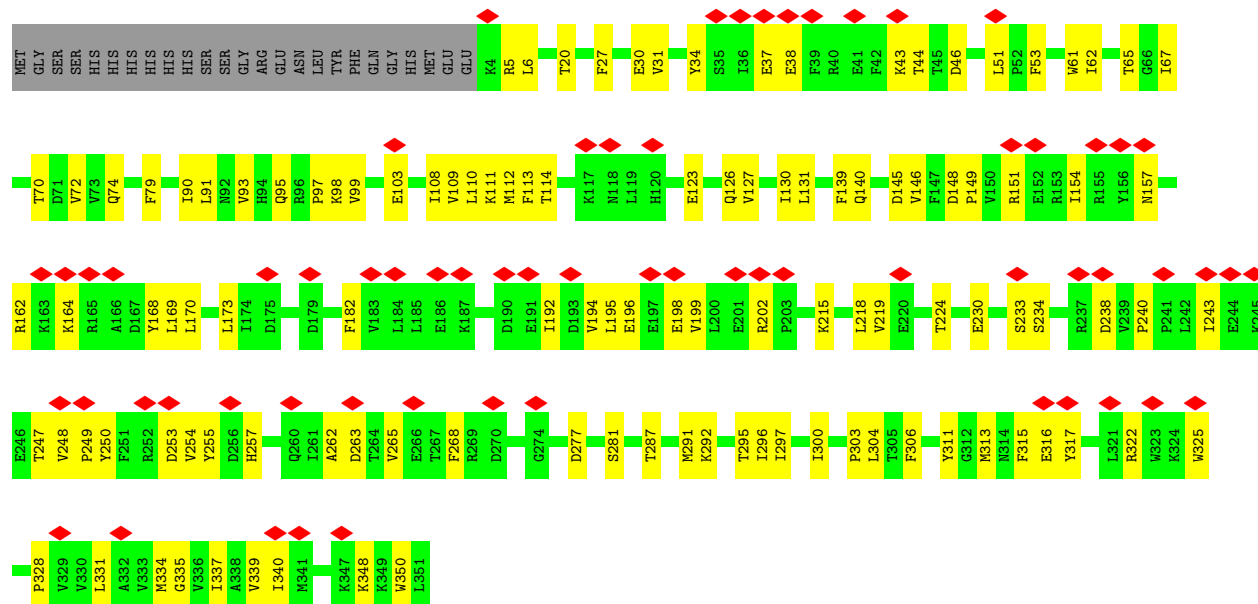 MET GLY SER SER HIS HIS HIS HIS HIS HIS SER SER GLY ARG GLU ASN LEU TYR PHE GLN GLY HIS MET GLU GLU K4 R5 L6 T20 F27 E30 V31 Y34 S35 I36 E37 E38 F39 R40 E41 F42 K43 T44 T45 D46 L51 P52 F53 W61 I62 T65 G66 I67
T70 D71 V72 V73 Q74 F79 I90 L91 N92 V93 H94 Q95 R96 P97 K98 V99 E103 I108 V109 L110 K111 M112 F113 T114 K117 N118 L119 H120 E123 Q126 V127 I130 L131 F139 Q140 D145 V146 F147 D148 P149 V150 R151 E152 R153 I154 R155 Y156 N157
R162 K163 K164 R165 A166 D167 Y168 L169 L170 L173 I174 D175 D179 F182 V183 L184 L185 E186 K187 D190 E191 I192 D193 V194 L195 E196 E197 E198 V199 L200 E201 R202 P203 K215 L218 V219 E220 T224 E230 S233 S234 R237 D238 V239 P240 P241 L242 I243 E244 K245
E246 T247 V248 P249 Y250 F251 R252 D253 V254 Y255 D256 H257 Q260 I261 A262 D263 T264 V265 E266 T267 F268 R269 D270 G274 D277 S281 T287 M291 K292 T295 I296 I297 I300 P303 L304 T305 F306 Y311 G312 M313 N314 F315 E316 Y317 L321 R322 W323 K324 W325
P328 V329 V330 L331 A332 V333 M334 G335 V336 I337 A338 V339 I340 M341 K347 K348 K349 W350 L351